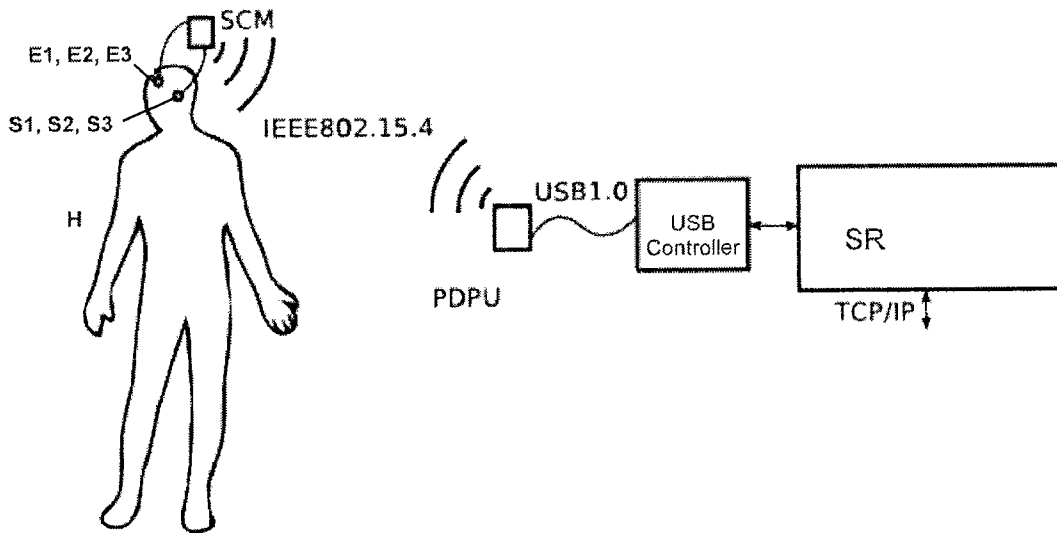 SCM
E1, E2, E3
S1, S2, S3
IEEE802.15.4
H
USB1.0
USB
Controller
SR
PDPU
TCP/IP